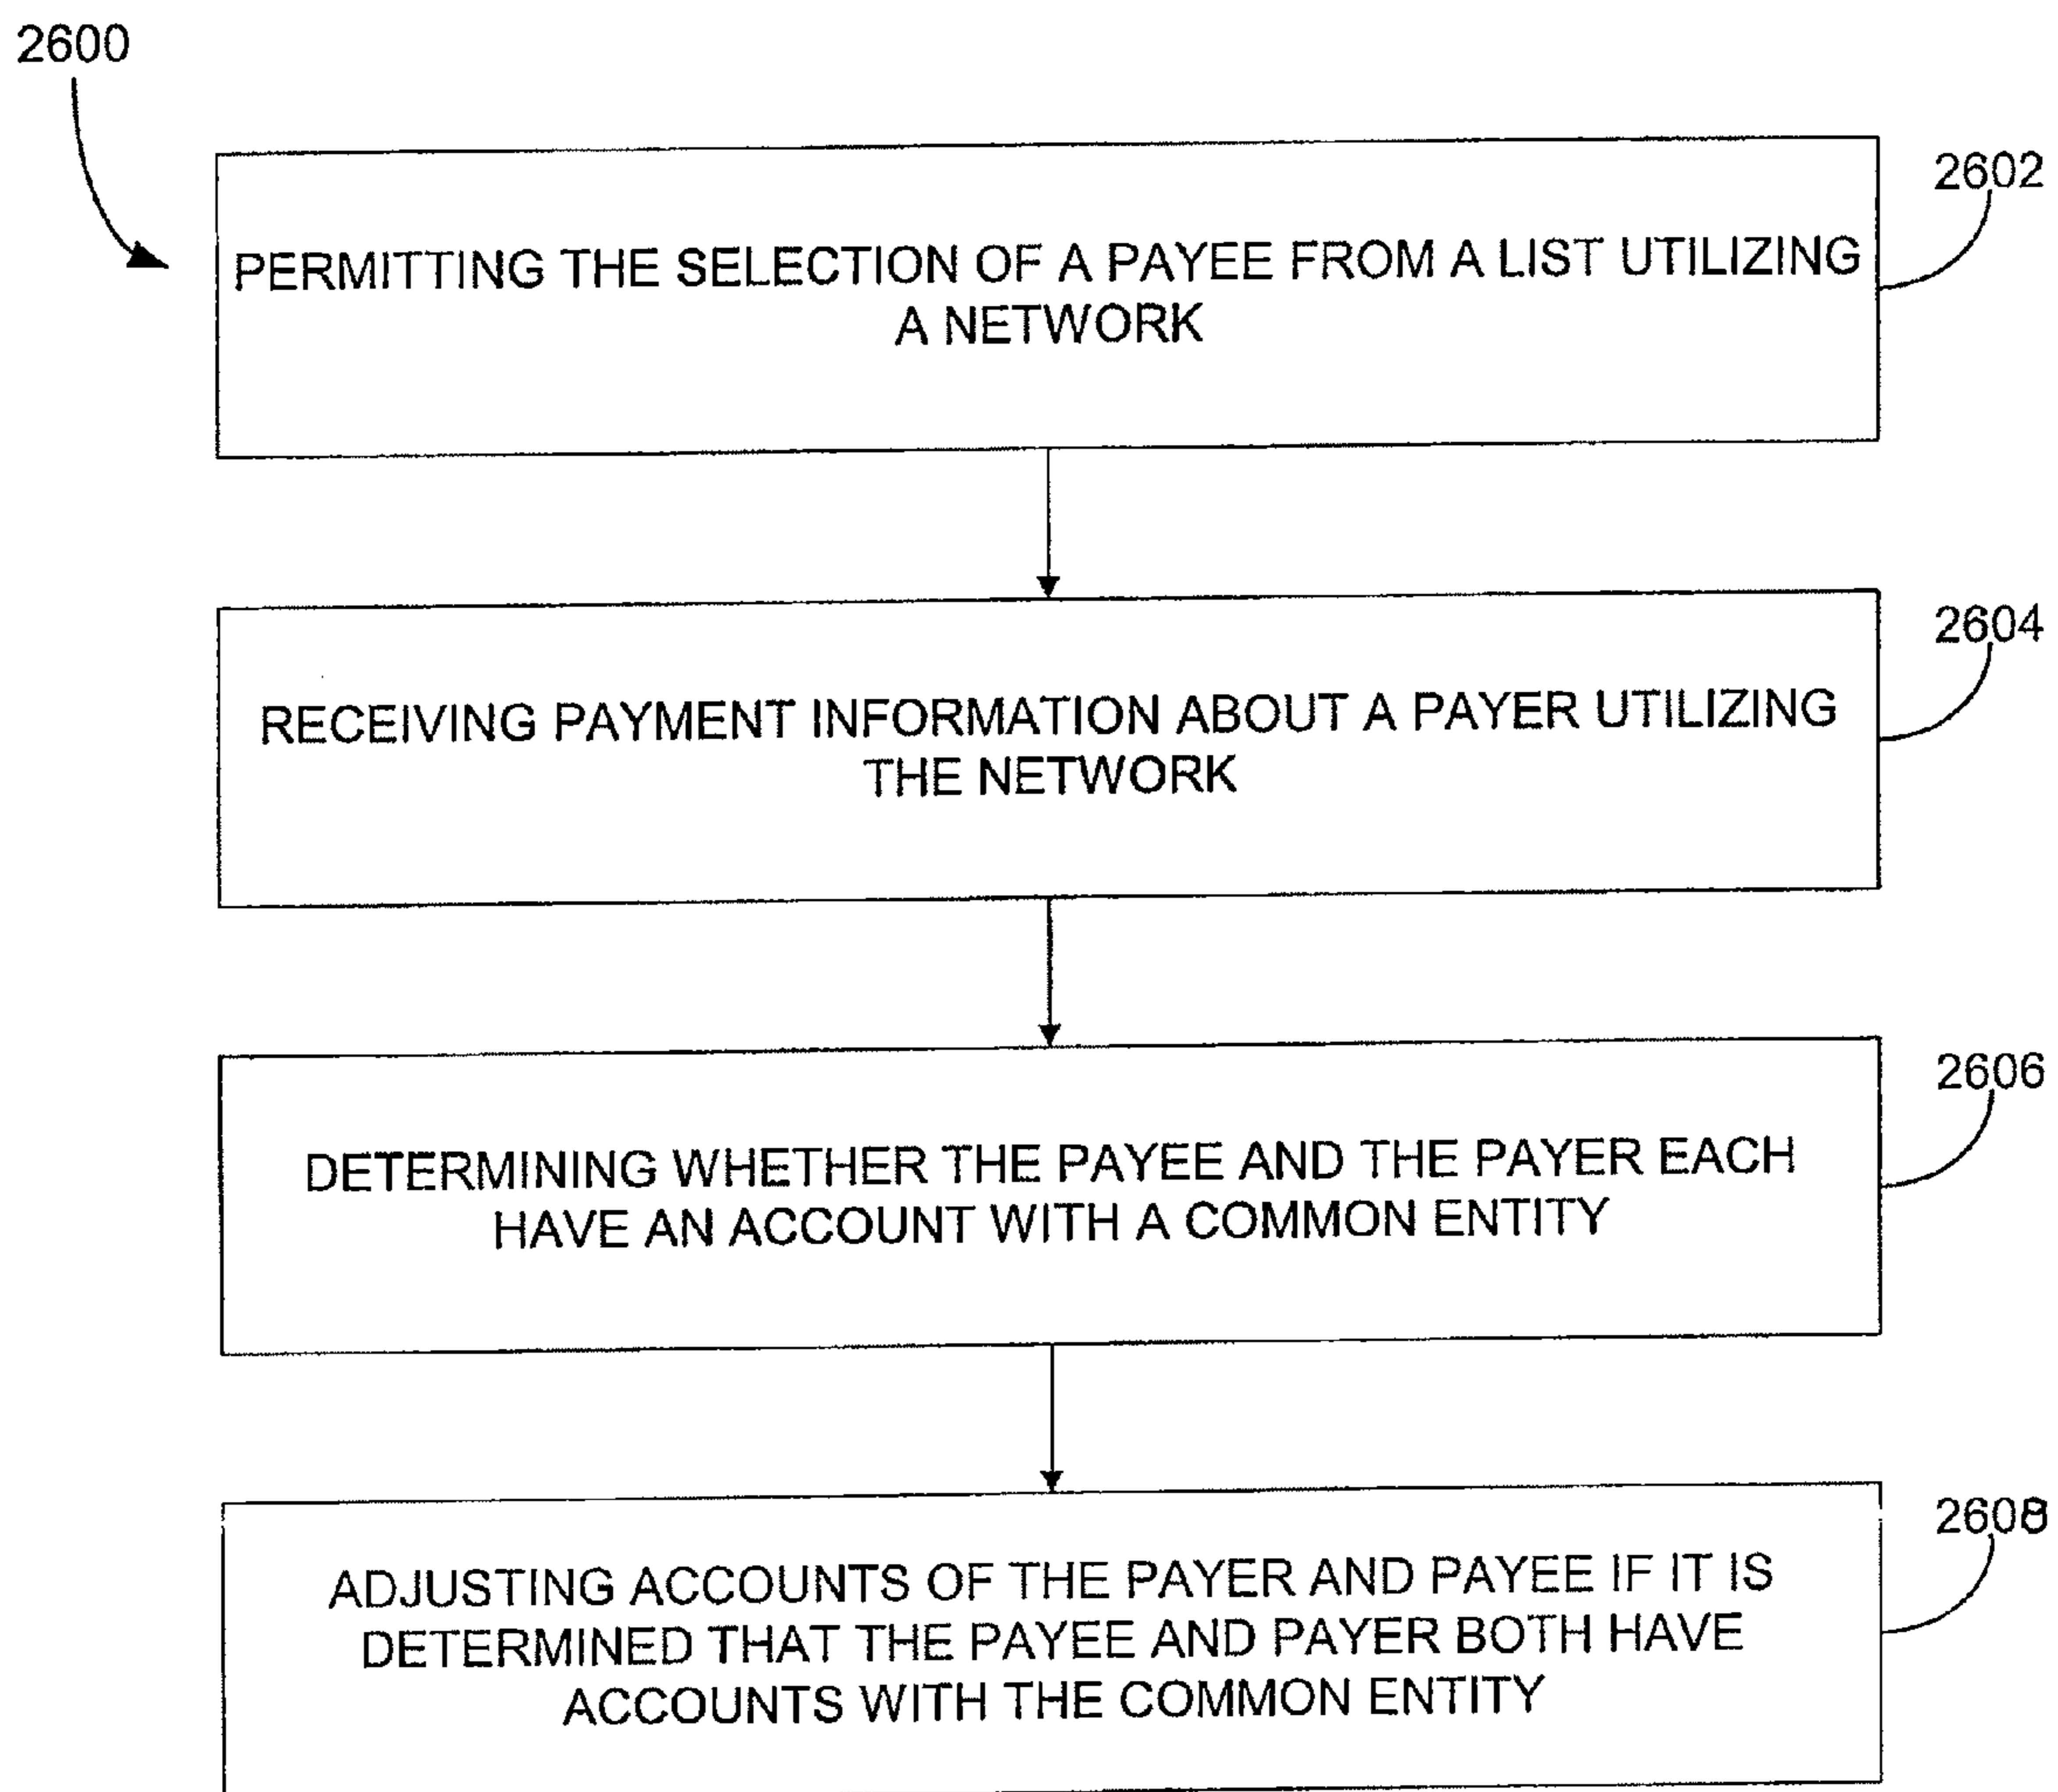 2600
2602
PERMITTING THE SELECTION OF A PAYEE FROM A LIST UTILIZING
A NETWORK
2604
RECEIVING PAYMENT INFORMATION ABOUT A PAYER UTILIZING
THE NETWORK
2606
DETERMINING WHETHER THE PAYEE AND THE PAYER EACH
HAVE AN ACCOUNT WITH A COMMON ENTITY
2608
ADJUSTING ACCOUNTS OF THE PAYER AND PAYEE IF IT IS
DETERMINED THAT THE PAYEE AND PAYER BOTH HAVE
ACCOUNTS WITH THE COMMON ENTITY